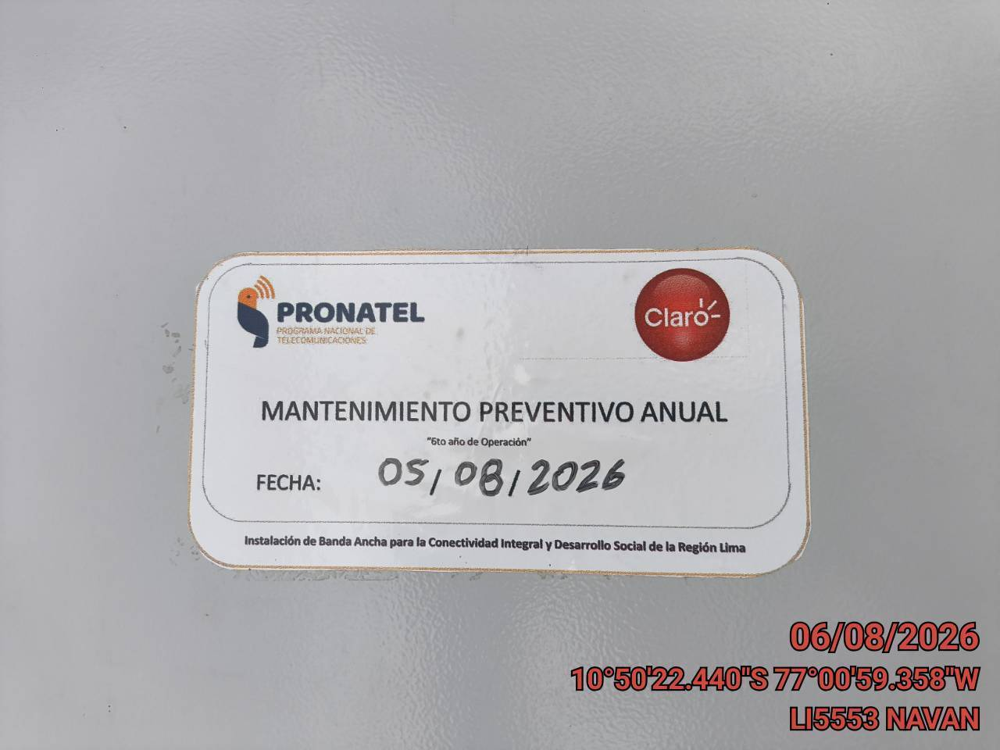 PRONATEL
PROGRAMA NACIONAL DE
TELECOMUNICACIONES
Claro
MANTENIMIENTO PREVENTIVO ANUAL
"6to año de Operación"
FECHA: 05/08/2026
Instalación de Banda Ancha para la Conectividad Integral y Desarrollo Social de la Región Lima
06/08/2026
10°50'22.440"S 77°00'59.358"W
LI5553 NAVAN